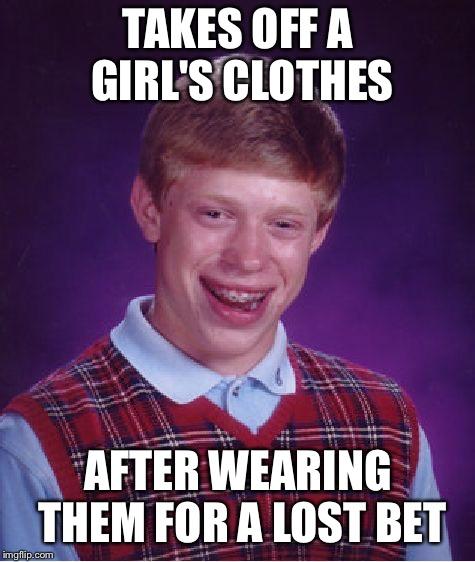 TAKES OFF A
GIRL'S CLOTHES
AFTER WEARING
THEM FOR A LOST BET
imgflip.com